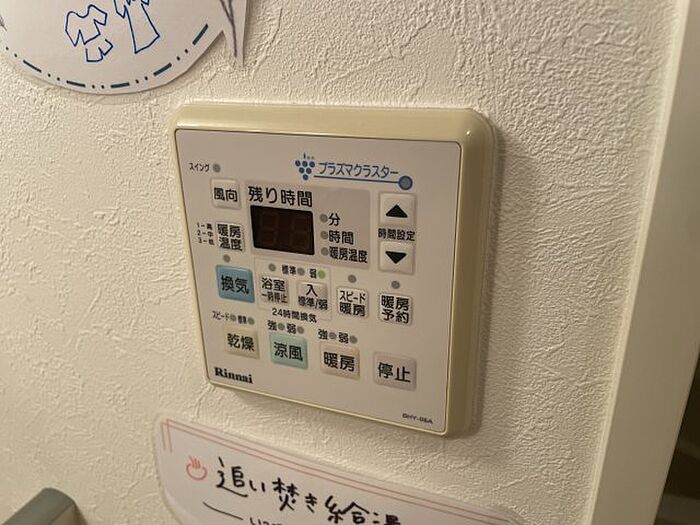 プラズマクラスター
スイング
風向
残り時間
分
時間
暖房温度
時間設定
1-高
2-中
3-低
暖房
温度
換気
標準 弱
浴室
一時停止
入
標準/弱
24時間換気
スピード
暖房
暖房
予約
スピード 標準
乾燥
強 弱
涼風
強 弱
暖房
停止
Rinnai
BHY-06A
♨ 追い焚き給湯